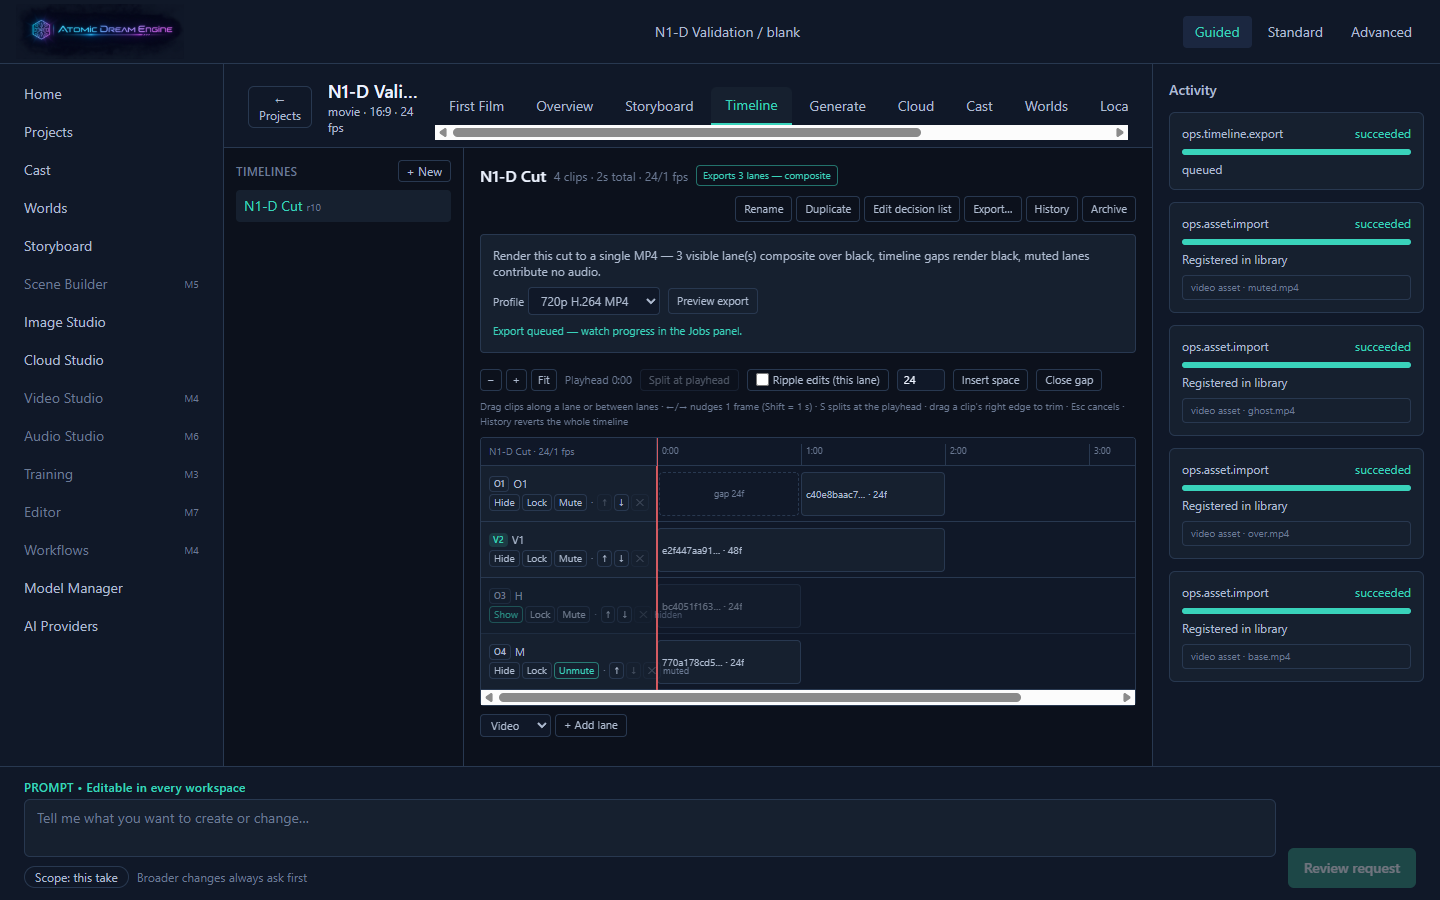 ATOMIC DREAM ENGINE
N1-D Validation / blank
Guided
Standard
Advanced
Home
Projects
Cast
Worlds
Storyboard
Scene Builder M5
Image Studio
Cloud Studio
Video Studio M4
Audio Studio M6
Training M3
Editor M7
Workflows M4
Model Manager
AI Providers
←
Projects
N1-D Vali...
movie · 16:9 · 24
fps
First Film
Overview
Storyboard
Timeline
Generate
Cloud
Cast
Worlds
Loca
TIMELINES
+ New
N1-D Cut r10
N1-D Cut 4 clips · 2s total · 24/1 fps Exports 3 lanes — composite
Rename
Duplicate
Edit decision list
Export...
History
Archive
Render this cut to a single MP4 — 3 visible lane(s) composite over black, timeline gaps render black, muted lanes
contribute no audio.
Profile 720p H.264 MP4 Preview export
Export queued — watch progress in the Jobs panel.
− + Fit Playhead 0:00 Split at playhead Ripple edits (this lane) 24 Insert space Close gap
Drag clips along a lane or between lanes · ←/→ nudges 1 frame (Shift = 1 s) · S splits at the playhead · drag a clip's right edge to trim · Esc cancels ·
History reverts the whole timeline
N1-D Cut · 24/1 fps 0:00 1:00 2:00 3:00
O1 O1
Hide Lock Mute · ↑ ↓ ×
gap 24f
c40e8baac7... · 24f
V2 V1
Hide Lock Mute · ↑ ↓ ×
e2f447aa91... · 48f
O3 H
Show Lock Mute · ↑ ↓ × hidden
bc4051f163... · 24f
O4 M
Hide Lock Unmute · ↑ ↓ × muted
770a178cd5... · 24f
Video + Add lane
Activity
ops.timeline.export succeeded
queued
ops.asset.import succeeded
Registered in library
video asset · muted.mp4
ops.asset.import succeeded
Registered in library
video asset · ghost.mp4
ops.asset.import succeeded
Registered in library
video asset · over.mp4
ops.asset.import succeeded
Registered in library
video asset · base.mp4
PROMPT • Editable in every workspace
Tell me what you want to create or change...
Scope: this take Broader changes always ask first
Review request